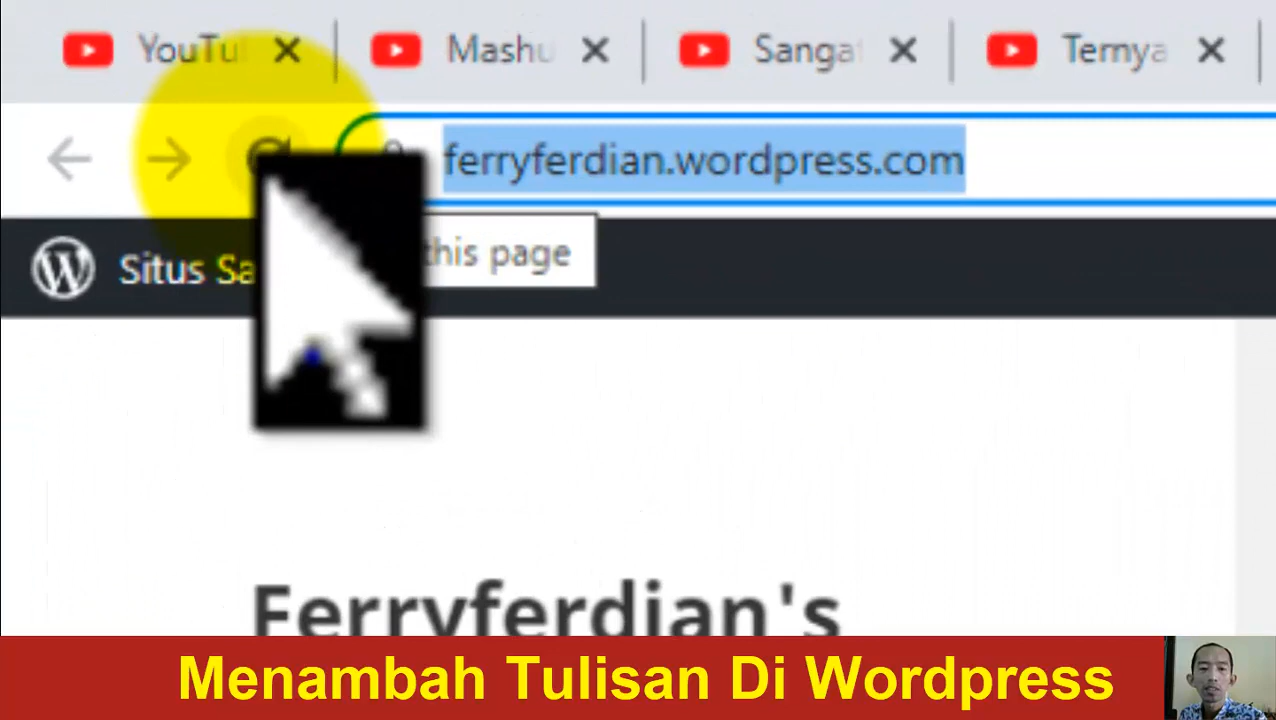 YouTu
Mashu
Sanga
Ternya
ferryferdian.wordpress.com
this page
Situs Sa
Ferryferdian's
Menambah Tulisan Di Wordpress